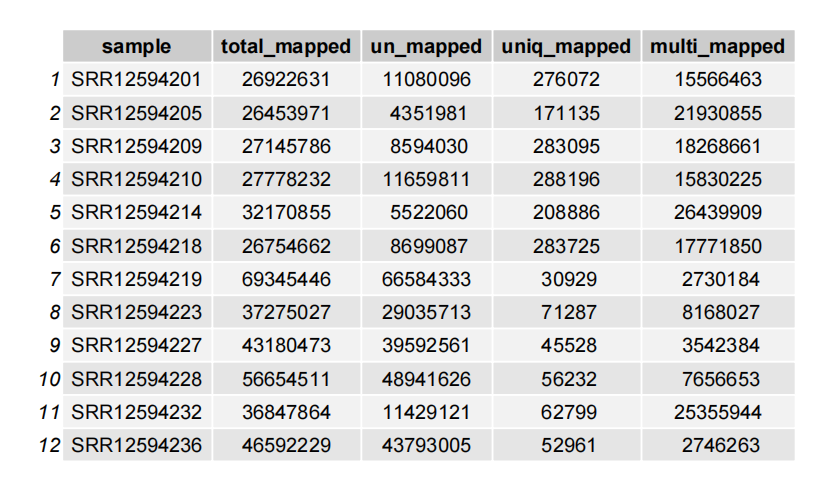 sample total_mapped un_mapped uniq_mapped multi_mapped
1 SRR12594201 26922631 11080096 276072 15566463
2 SRR12594205 26453971 4351981 171135 21930855
3 SRR12594209 27145786 8594030 283095 18268661
4 SRR12594210 27778232 11659811 288196 15830225
5 SRR12594214 32170855 5522060 208886 26439909
6 SRR12594218 26754662 8699087 283725 17771850
7 SRR12594219 69345446 66584333 30929 2730184
8 SRR12594223 37275027 29035713 71287 8168027
9 SRR12594227 43180473 39592561 45528 3542384
10 SRR12594228 56654511 48941626 56232 7656653
11 SRR12594232 36847864 11429121 62799 25355944
12 SRR12594236 46592229 43793005 52961 2746263